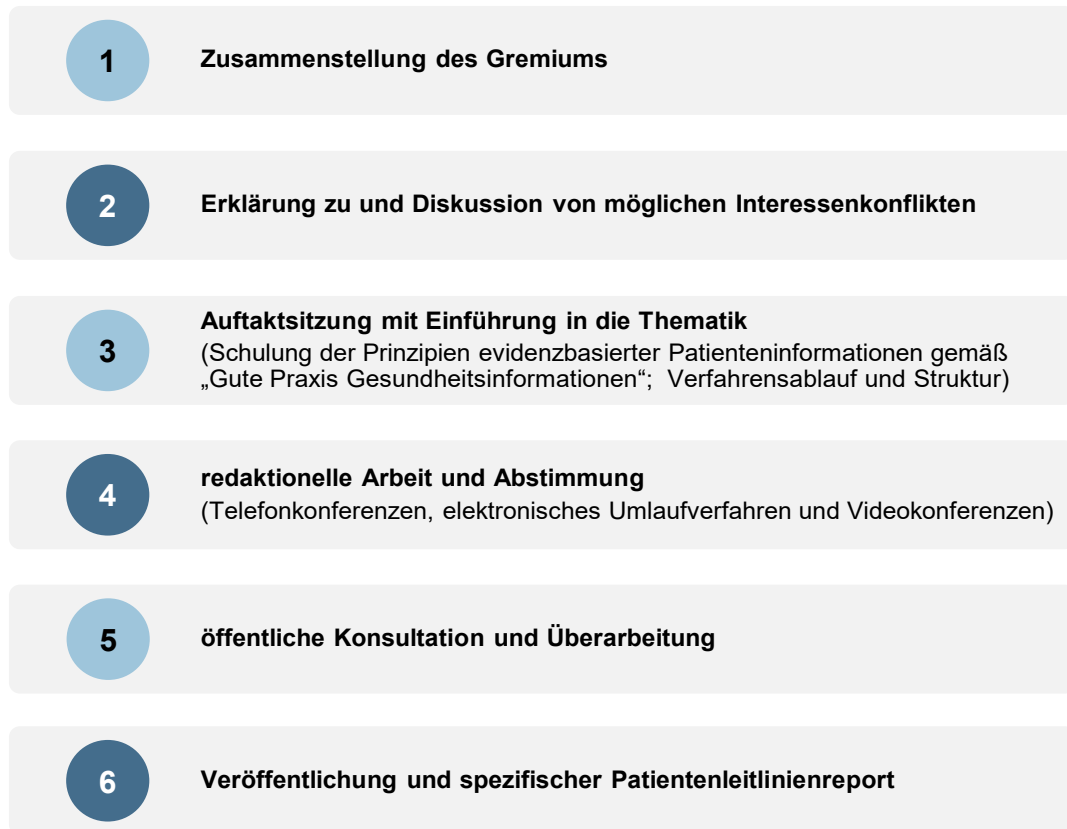 1
Zusammenstellung des Gremiums
2
Erklärung zu und Diskussion von möglichen Interessenkonflikten
3
Auftaktsitzung mit Einführung in die Thematik
(Schulung der Prinzipien evidenzbasierter Patienteninformationen gemäß
„Gute Praxis Gesundheitsinformationen“; Verfahrensablauf und Struktur)
4
redaktionelle Arbeit und Abstimmung
(Telefonkonferenzen, elektronisches Umlaufverfahren und Videokonferenzen)
5
öffentliche Konsultation und Überarbeitung
6
Veröffentlichung und spezifischer Patientenleitlinienreport